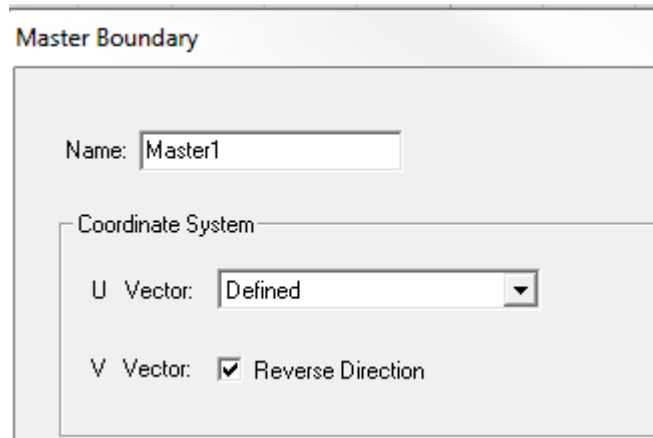 Master Boundary
Name: Master1
Coordinate System
U Vector: Defined
V Vector: Reverse Direction